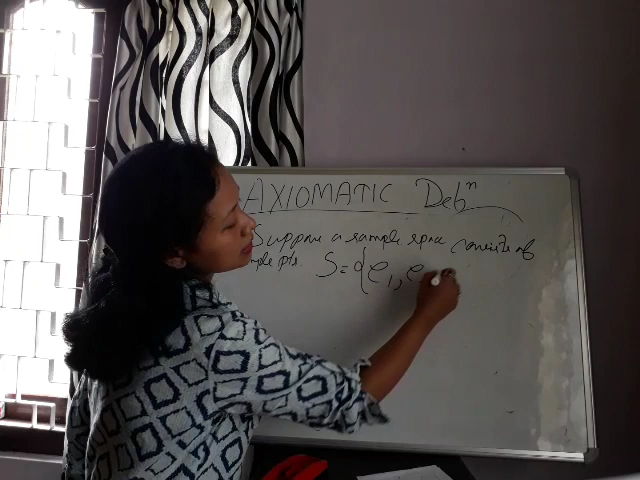 AXIOMATIC Defⁿ
Suppose a sample space consists of
ple pts. S = {e₁, e